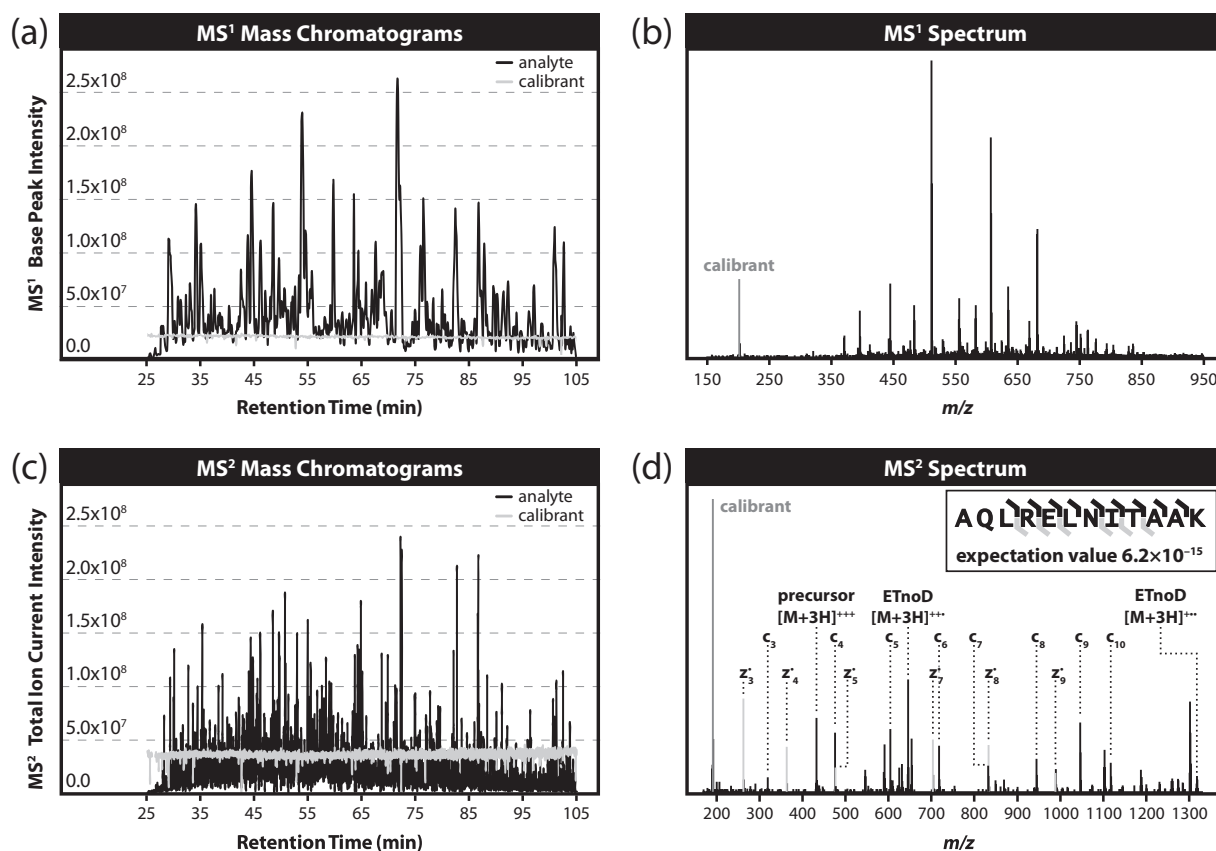 (a)
MS¹ Mass Chromatograms
analyte
calibrant
2.5x10⁸
2.0x10⁸
1.5x10⁸
1.0x10⁸
5.0x10⁷
0.0
MS¹ Base Peak Intensity
25 35 45 55 65 75 85 95 105
Retention Time (min)
(b)
MS¹ Spectrum
calibrant
150 250 350 450 550 650 750 850 950
m/z
(c)
MS² Mass Chromatograms
analyte
calibrant
2.5x10⁸
2.0x10⁸
1.5x10⁸
1.0x10⁸
5.0x10⁷
0.0
MS² Total Ion Current Intensity
25 35 45 55 65 75 85 95 105
Retention Time (min)
(d)
MS² Spectrum
calibrant
AQLRELNITAAK
expectation value 6.2×10⁻¹⁵
precursor
[M+3H]⁺⁺⁺
ETnoD
[M+3H]⁺⁺•
ETnoD
[M+3H]⁺••
c₃ c₄ c₅ c₆ c₇ c₈ c₉ c₁₀
z•₃ z•₄ z•₅ z•₇ z•₈ z•₉
200 300 400 500 600 700 800 900 1000 1100 1300
m/z